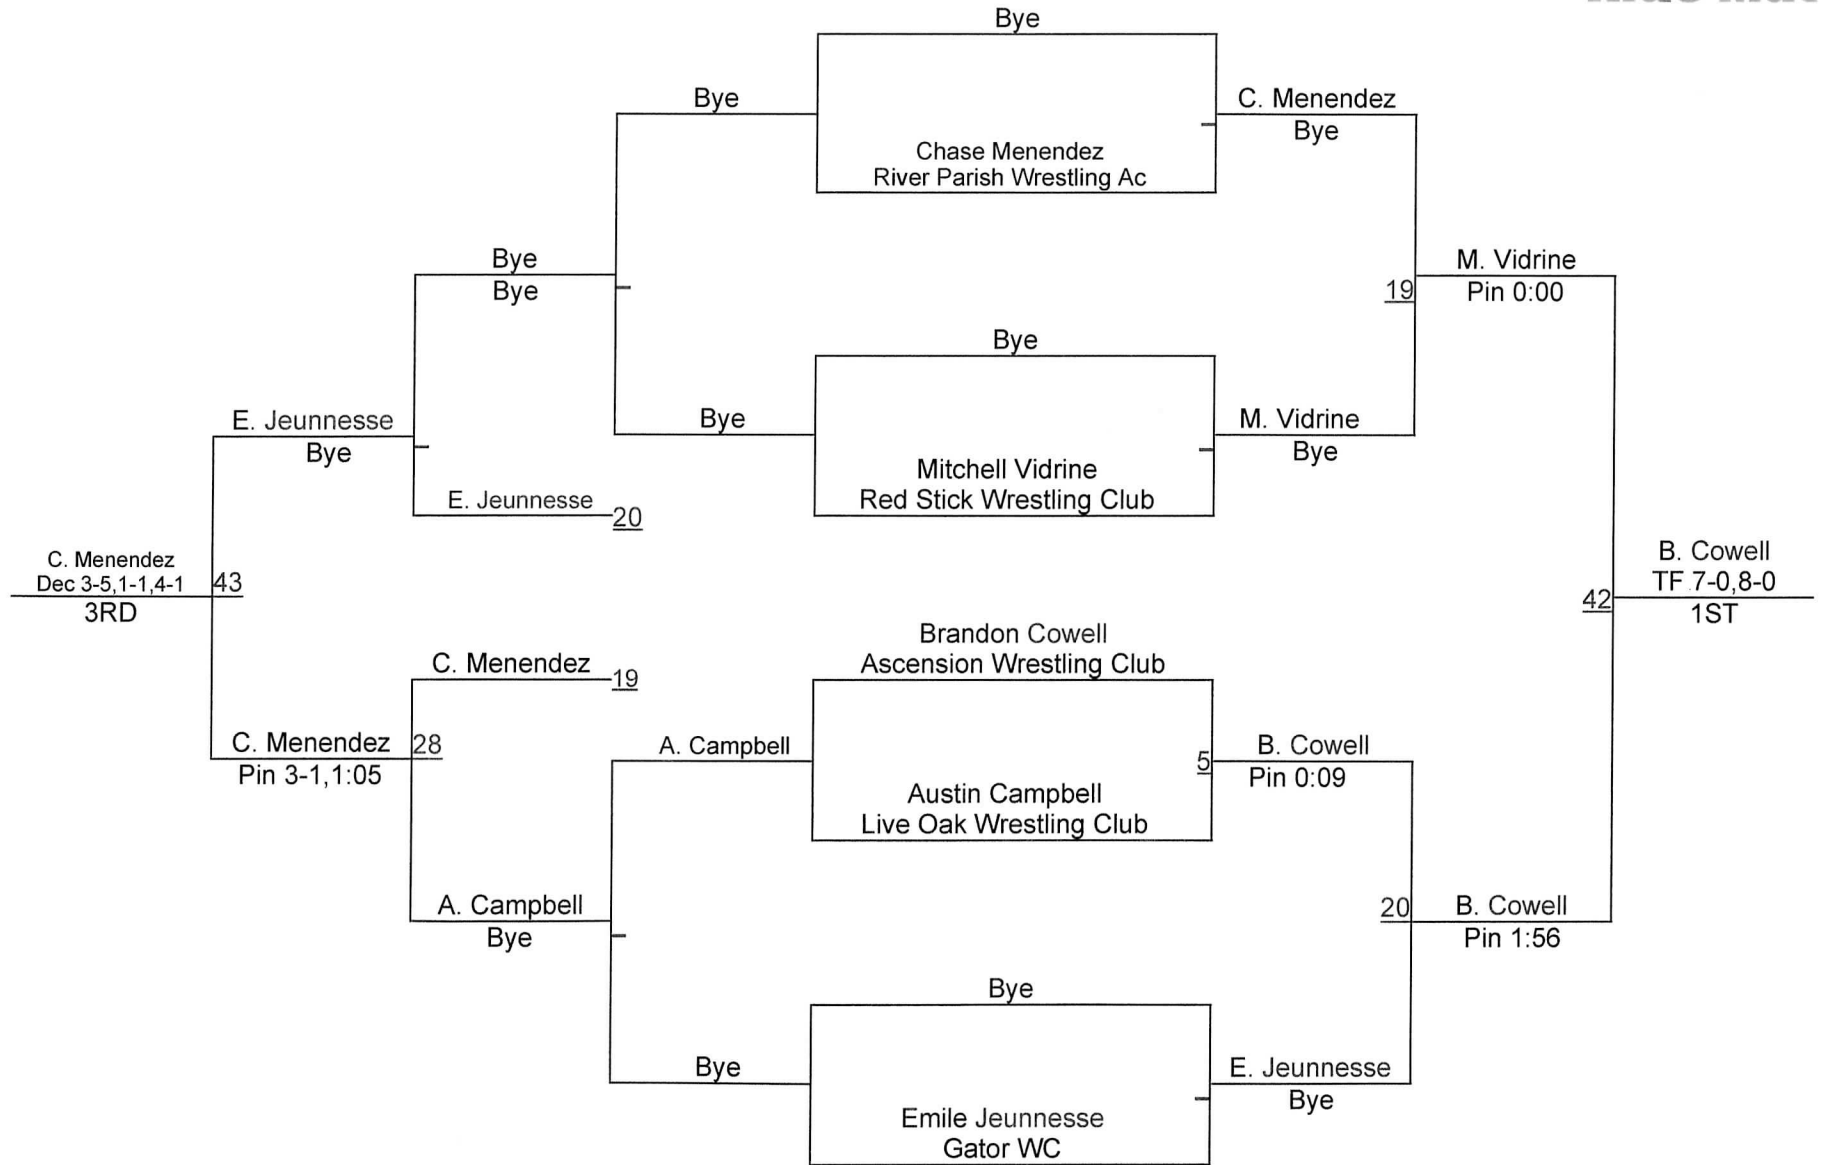 Bye
Bye
C. Menendez
Bye
Chase Menendez
River Parish Wrestling Ac
Bye
Bye
M. Vidrine
Pin 0:00
19
Bye
E. Jeunnesse
Bye
Bye
M. Vidrine
Bye
Mitchell Vidrine
Red Stick Wrestling Club
E. Jeunnesse
20
C. Menendez
Dec 3-5,1-1,4-1
43
3RD
B. Cowell
TF 7-0,8-0
42
1ST
Brandon Cowell
Ascension Wrestling Club
C. Menendez
19
C. Menendez
28
Pin 3-1,1:05
A. Campbell
5
B. Cowell
Pin 0:09
Austin Campbell
Live Oak Wrestling Club
A. Campbell
Bye
20
B. Cowell
Pin 1:56
Bye
Bye
E. Jeunnesse
Bye
Emile Jeunnesse
Gator WC